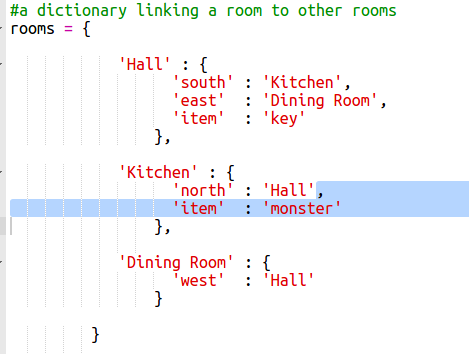 #a dictionary linking a room to other rooms
rooms = {
'Hall' : {
'south' : 'Kitchen',
'east'  : 'Dining Room',
'item'  : 'key'
},
'Kitchen' : {
'north' : 'Hall',
'item'  : 'monster'
},
'Dining Room' : {
'west'  : 'Hall'
}
}